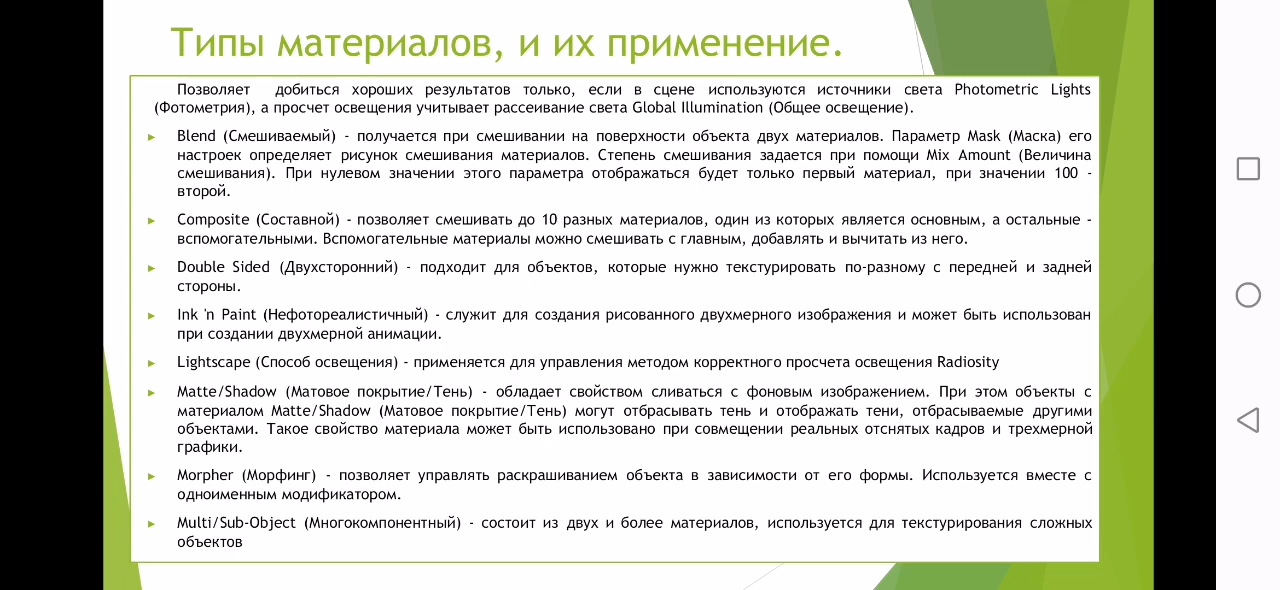 Типы материалов, и их применение.
Позволяет добиться хороших результатов только, если в сцене используются источники света Photometric Lights
(Фотометрия), а просчет освещения учитывает рассеивание света Global Illumination (Общее освещение).
Blend (Смешиваемый) - получается при смешивании на поверхности объекта двух материалов. Параметр Mask (Маска) его
настроек определяет рисунок смешивания материалов. Степень смешивания задается при помощи Mix Amount (Величина
смешивания). При нулевом значении этого параметра отображаться будет только первый материал, при значении 100 -
второй.
Composite (Составной) - позволяет смешивать до 10 разных материалов, один из которых является основным, а остальные -
вспомогательными. Вспомогательные материалы можно смешивать с главным, добавлять и вычитать из него.
Double Sided (Двухсторонний) - подходит для объектов, которые нужно текстурировать по-разному с передней и задней
стороны.
Ink 'n Paint (Нефотореалистичный) - служит для создания рисованного двухмерного изображения и может быть использован
при создании двухмерной анимации.
Lightscape (Способ освещения) - применяется для управления методом корректного просчета освещения Radiosity
Matte/Shadow (Матовое покрытие/Тень) - обладает свойством сливаться с фоновым изображением. При этом объекты с
материалом Matte/Shadow (Матовое покрытие/Тень) могут отбрасывать тень и отображать тени, отбрасываемые другими
объектами. Такое свойство материала может быть использовано при совмещении реальных отснятых кадров и трехмерной
графики.
Morpher (Морфинг) - позволяет управлять раскрашиванием объекта в зависимости от его формы. Используется вместе с
одноименным модификатором.
Multi/Sub-Object (Многокомпонентный) - состоит из двух и более материалов, используется для текстурирования сложных
объектов